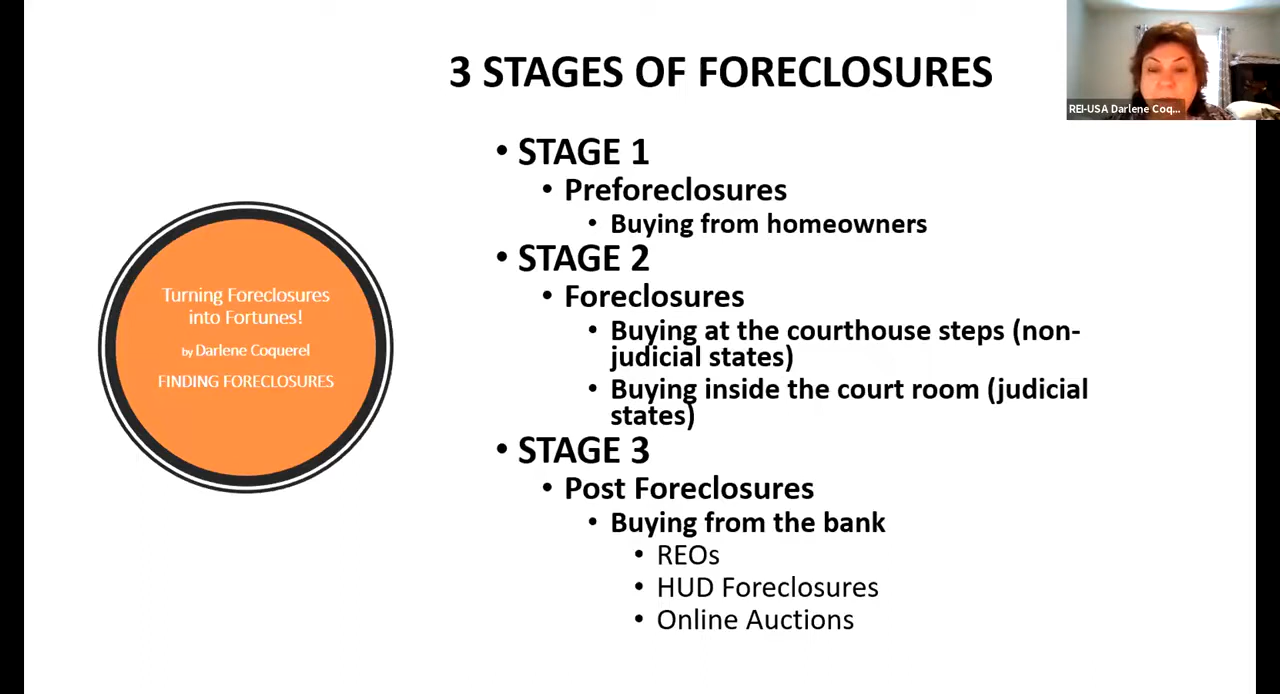 3 STAGES OF FORECLOSURES
REI-USA Darlene Coq...
• STAGE 1
• Preforeclosures
• Buying from homeowners
• STAGE 2
• Foreclosures
• Buying at the courthouse steps (non-
judicial states)
• Buying inside the court room (judicial
states)
• STAGE 3
• Post Foreclosures
• Buying from the bank
• REOs
• HUD Foreclosures
• Online Auctions
Turning Foreclosures
into Fortunes!
by Darlene Coquerel
FINDING FORECLOSURES